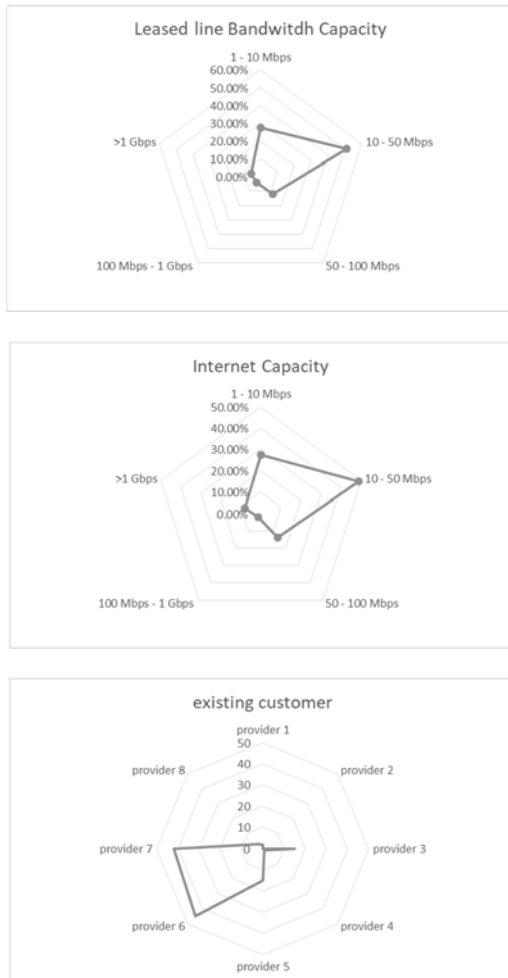 Leased line Bandwitdh Capacity
1 - 10 Mbps
60.00%
50.00%
40.00%
30.00%
20.00%
10.00%
0.00%
>1 Gbps
10 - 50 Mbps
100 Mbps - 1 Gbps
50 - 100 Mbps
Internet Capacity
1 - 10 Mbps
50.00%
40.00%
30.00%
20.00%
10.00%
0.00%
>1 Gbps
10 - 50 Mbps
100 Mbps - 1 Gbps
50 - 100 Mbps
existing customer
provider 1
50
40
30
20
10
0
provider 8
provider 2
provider 7
provider 3
provider 6
provider 4
provider 5